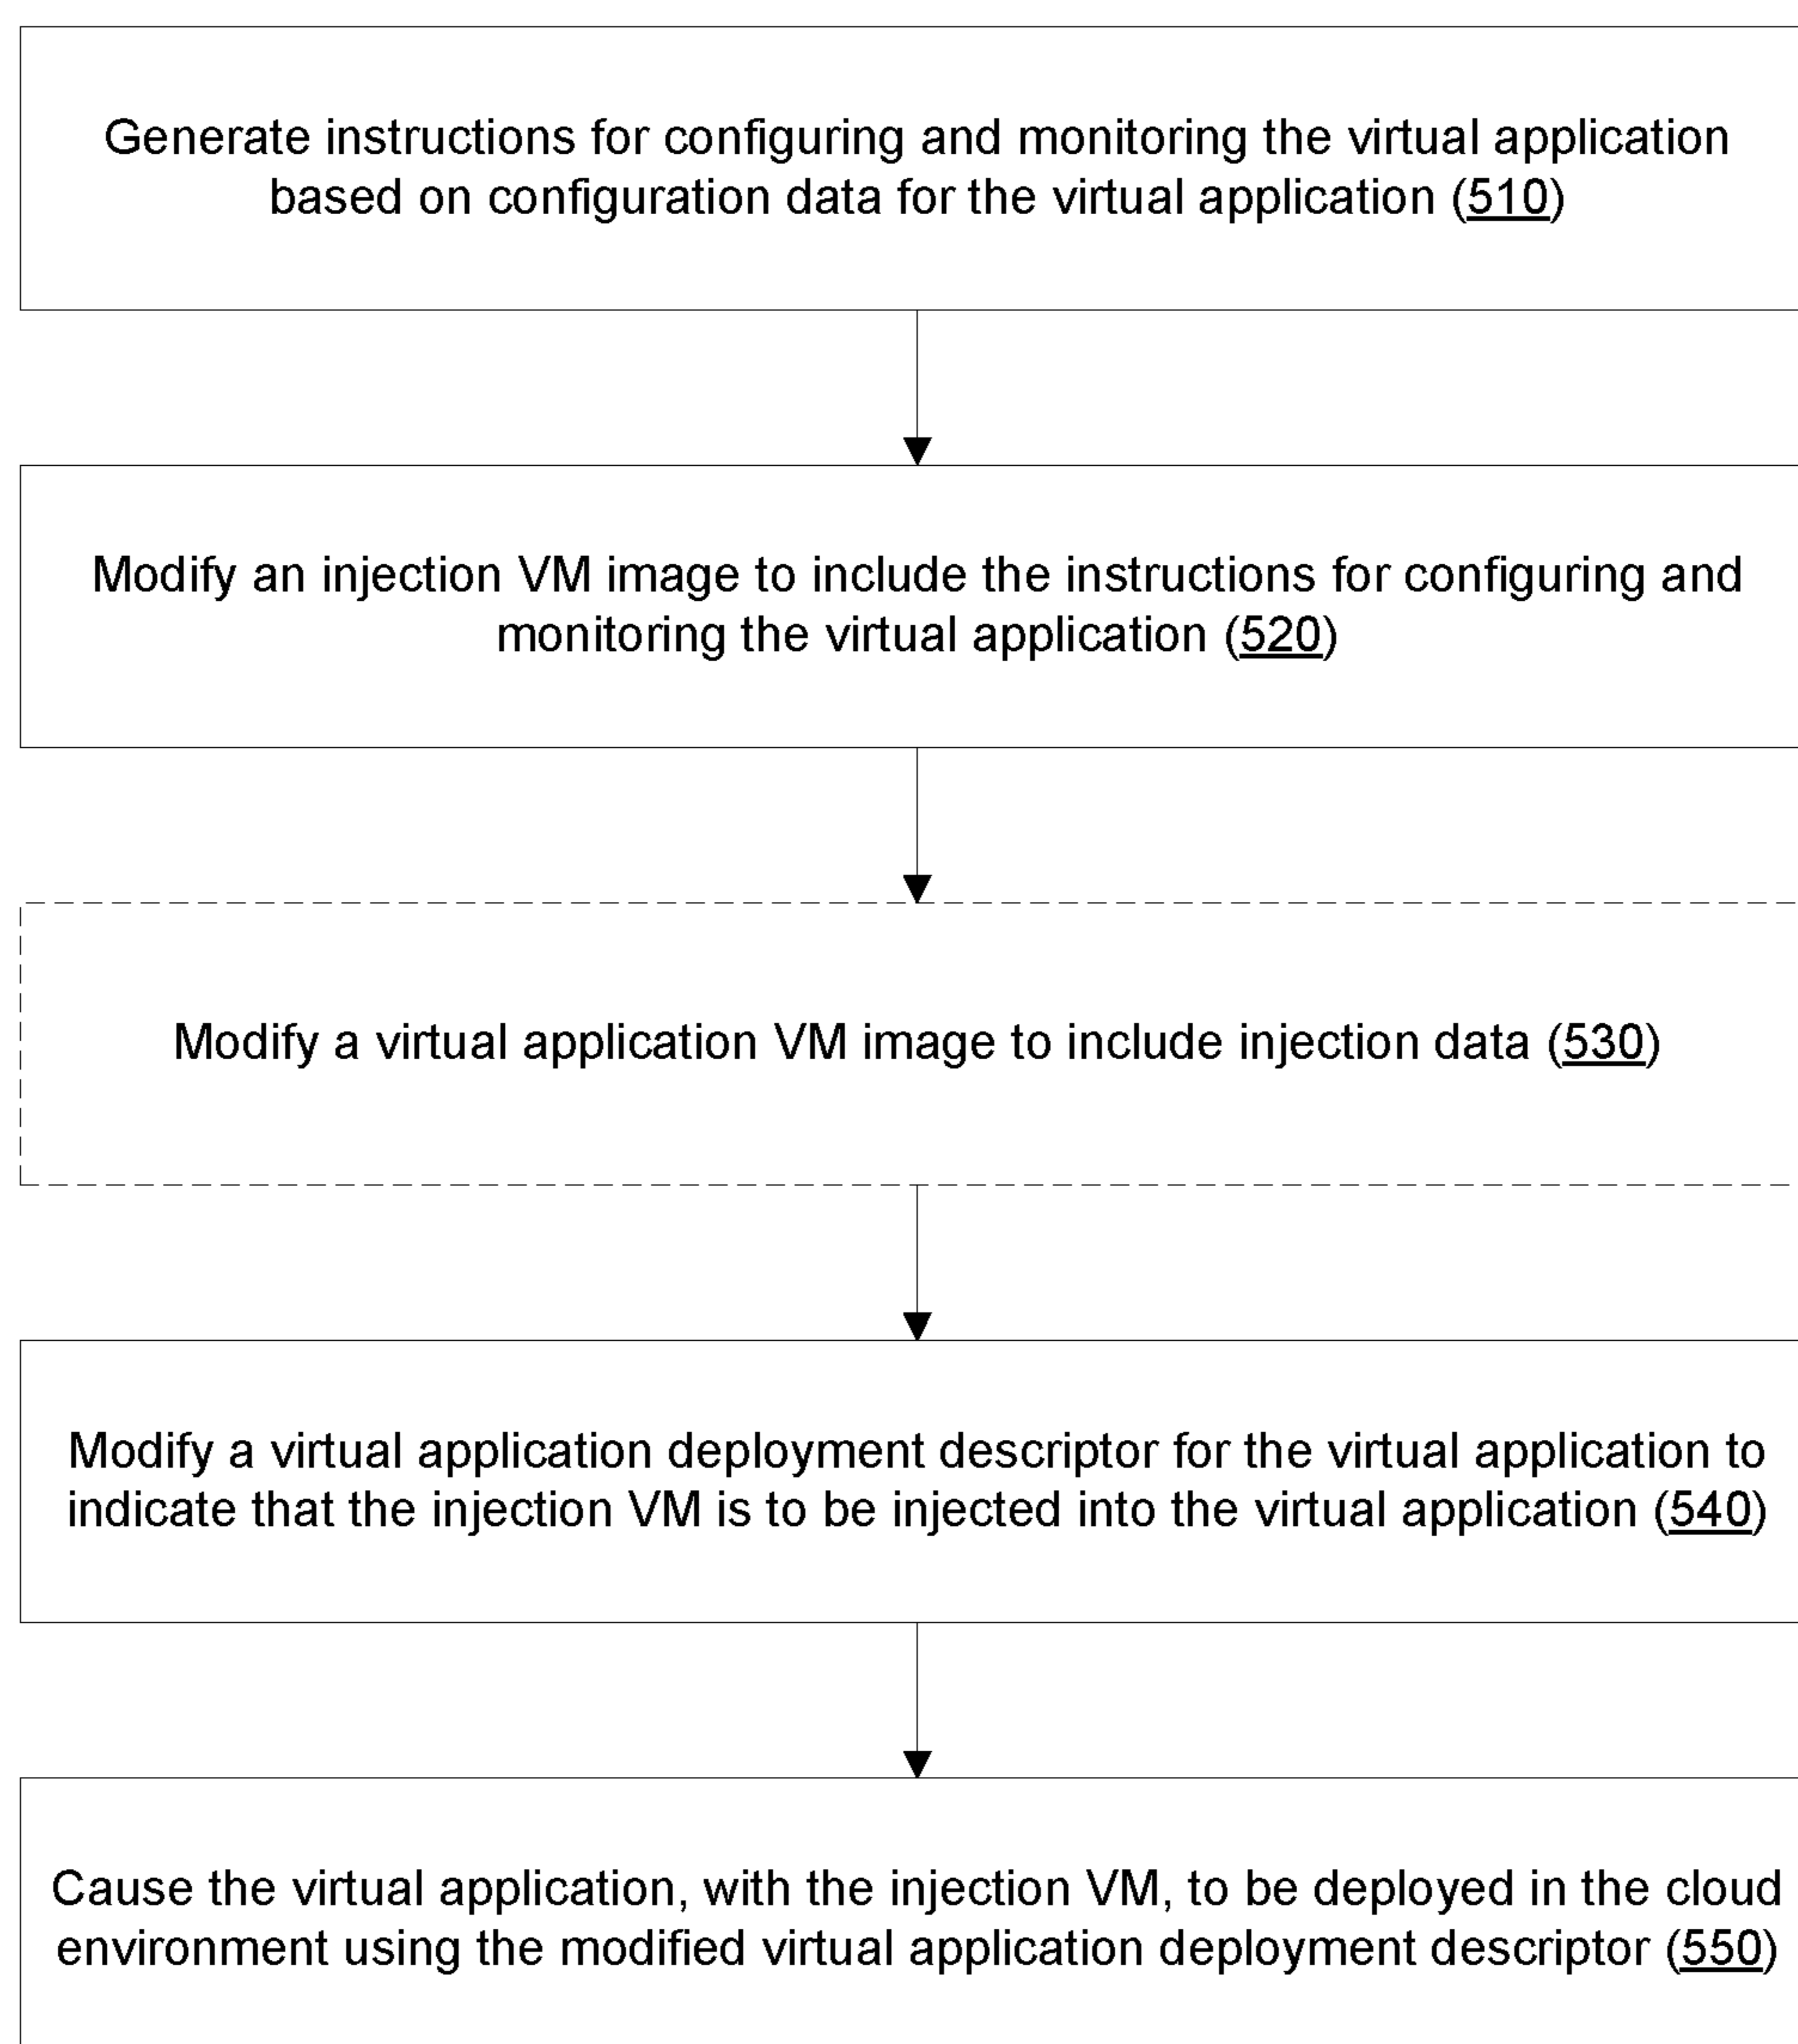 Generate instructions for configuring and monitoring the virtual application
based on configuration data for the virtual application (510)
Modify an injection VM image to include the instructions for configuring and
monitoring the virtual application (520)
Modify a virtual application VM image to include injection data (530)
Modify a virtual application deployment descriptor for the virtual application to
indicate that the injection VM is to be injected into the virtual application (540)
Cause the virtual application, with the injection VM, to be deployed in the cloud
environment using the modified virtual application deployment descriptor (550)